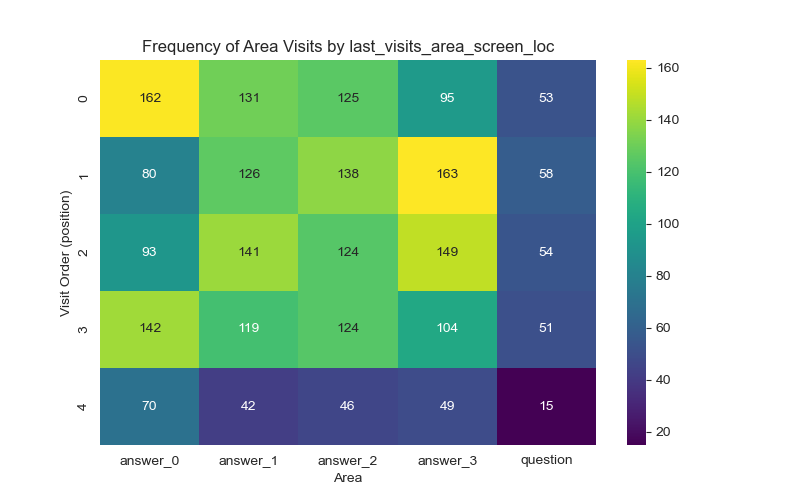 Frequency of Area Visits by last_visits_area_screen_loc
0 162 131 125 95 53
1 80 126 138 163 58
2 93 141 124 149 54
3 142 119 124 104 51
4 70 42 46 49 15
answer_0 answer_1 answer_2 answer_3 question
Area
Visit Order (position)
160
140
120
100
80
60
40
20